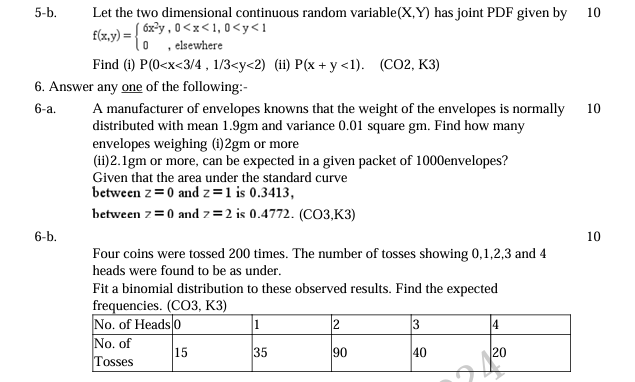 5-b. Let the two dimensional continuous random variable(X,Y) has joint PDF given by 10
f(x,y) = { 6x²y , 0 < x < 1, 0 < y < 1
0 , elsewhere
Find (i) P(0<x<3/4 , 1/3<y<2) (ii) P(x + y <1). (CO2, K3)
6. Answer any one of the following:-
6-a. A manufacturer of envelopes knowns that the weight of the envelopes is normally 10
distributed with mean 1.9gm and variance 0.01 square gm. Find how many
envelopes weighing (i)2gm or more
(ii)2.1gm or more, can be expected in a given packet of 1000envelopes?
Given that the area under the standard curve
between z = 0 and z = 1 is 0.3413,
between z = 0 and z = 2 is 0.4772. (CO3,K3)
6-b. 10
Four coins were tossed 200 times. The number of tosses showing 0,1,2,3 and 4
heads were found to be as under.
Fit a binomial distribution to these observed results. Find the expected
frequencies. (CO3, K3)
No. of Heads 0 1 2 3 4
No. of
Tosses 15 35 90 40 20